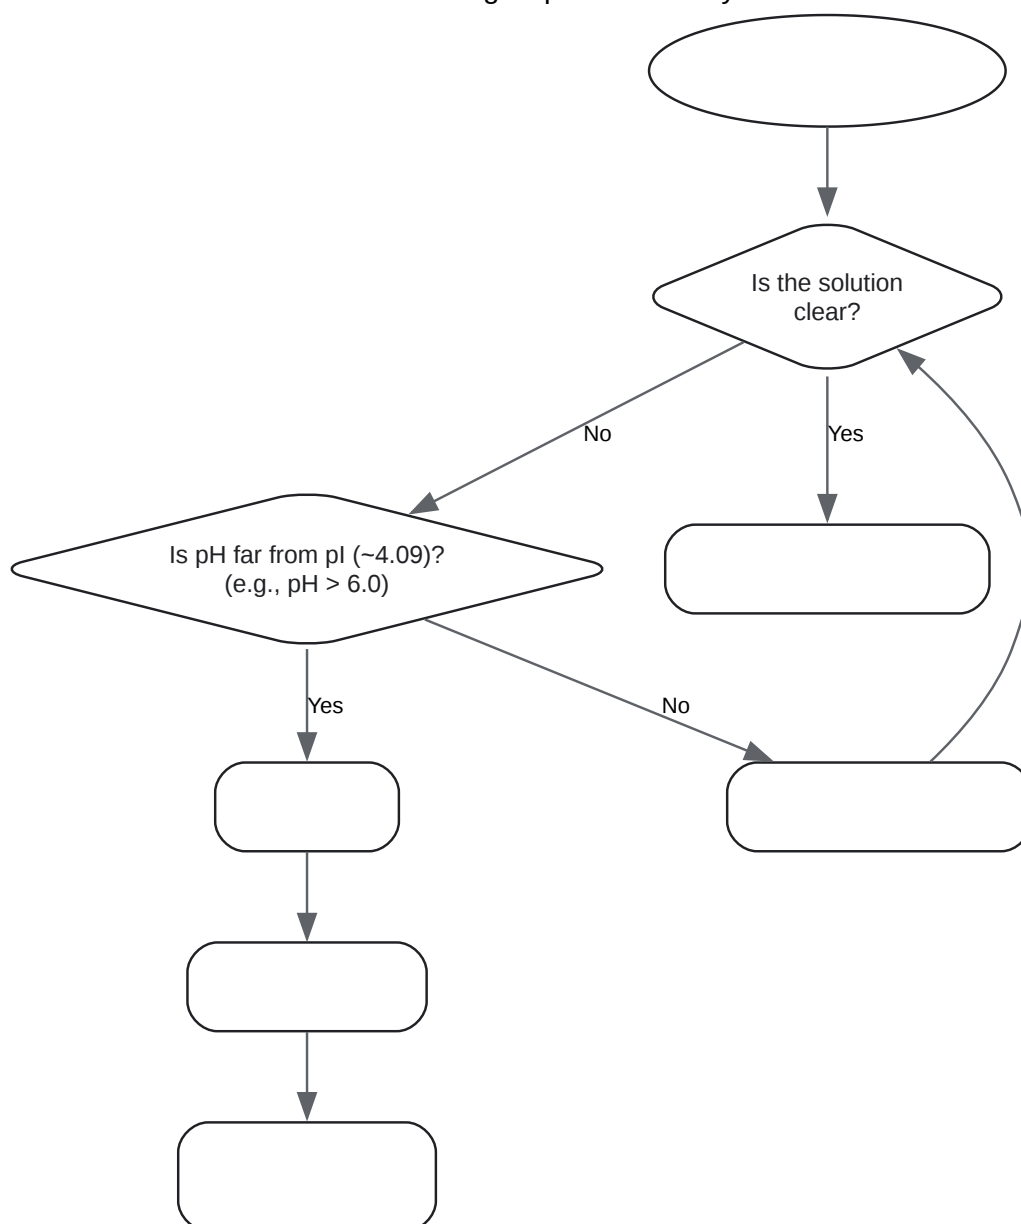 Is the solution
clear?
No
Yes
Is pH far from pI (~4.09)?
(e.g., pH > 6.0)
Yes
No